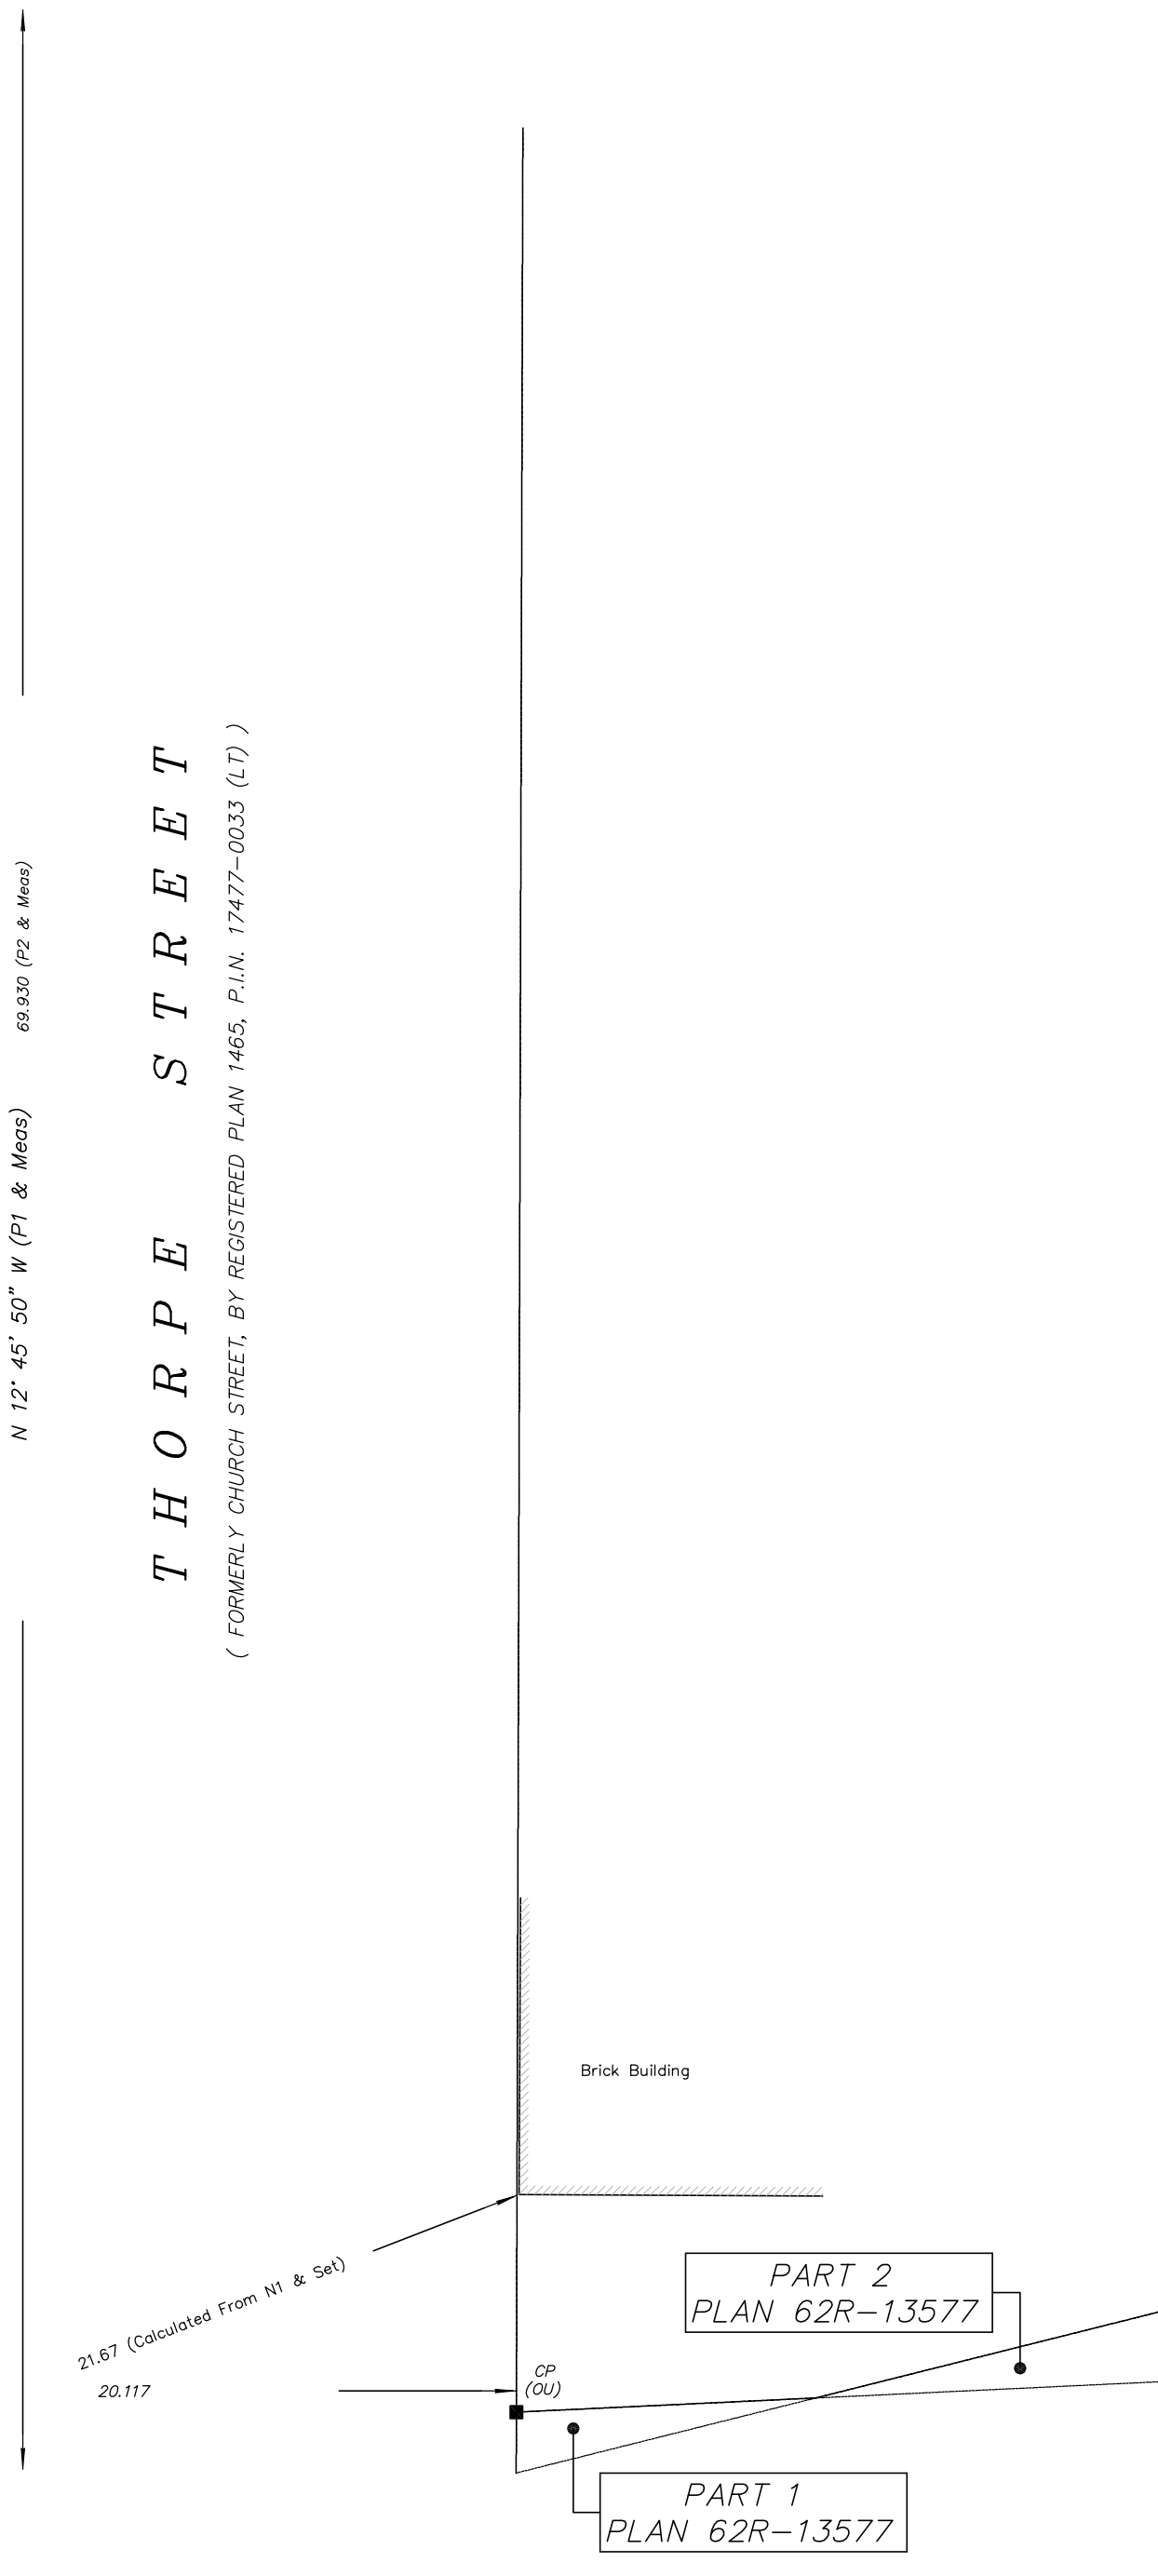 N 12° 45' 50" W (P1 & Meas)
69.930 (P2 & Meas)
THORPE STREET
( FORMERLY CHURCH STREET, BY REGISTERED PLAN 1465, P.I.N. 17477-0033 (LT) )
Brick Building
21.67 (Calculated From N1 & Set)
20.117
CP
(OU)
PART 2
PLAN 62R-13577
PART 1
PLAN 62R-13577